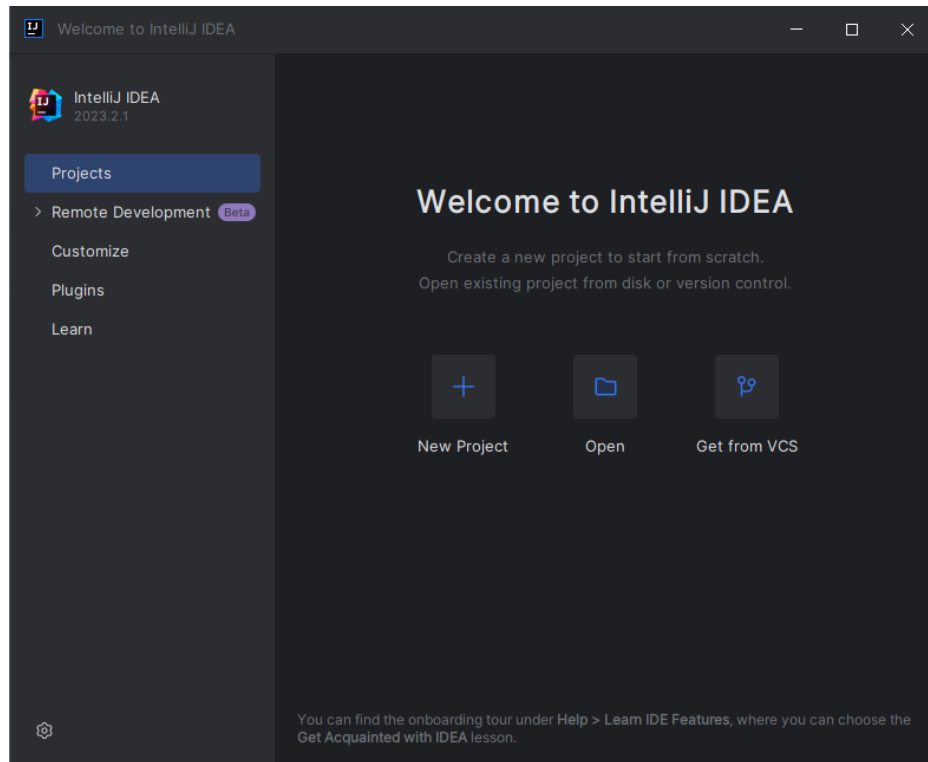 Welcome to IntelliJ IDEA
IntelliJ IDEA
2023.2.1
Projects
Remote Development Beta
Customize
Plugins
Learn
Welcome to IntelliJ IDEA
Create a new project to start from scratch.
Open existing project from disk or version control.
New Project
Open
Get from VCS
You can find the onboarding tour under Help > Learn IDE Features, where you can choose the
Get Acquainted with IDEA lesson.